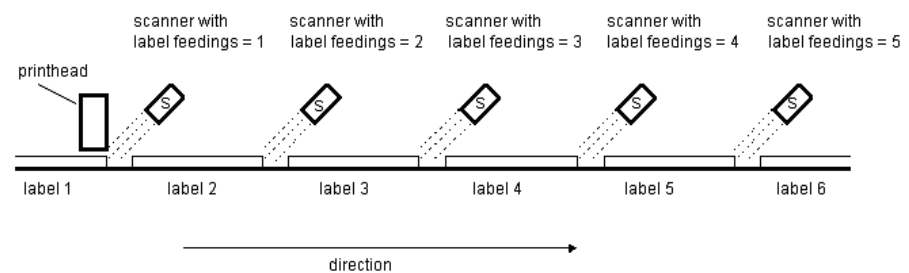 scanner with
label feedings = 1
scanner with
label feedings = 2
scanner with
label feedings = 3
scanner with
label feedings = 4
scanner with
label feedings = 5
printhead
S
S
S
S
S
label 1
label 2
label 3
label 4
label 5
label 6
direction